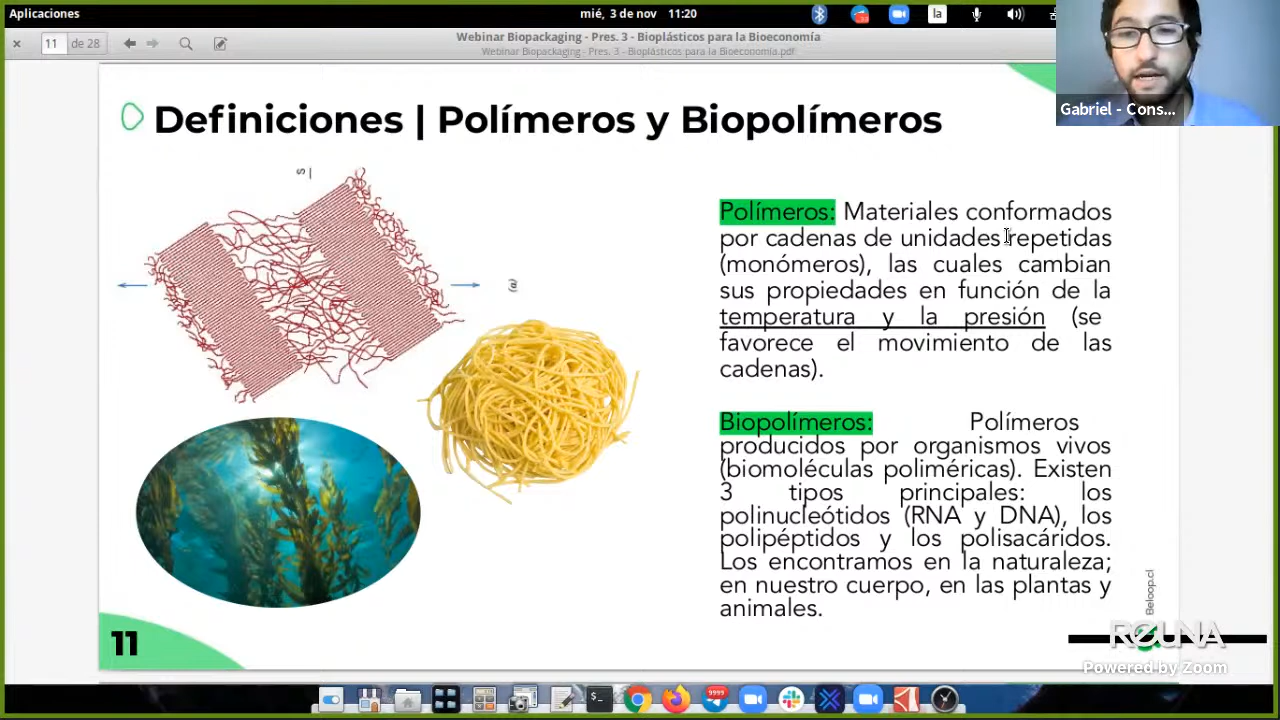 Aplicaciones
mié, 3 de nov 11:20
la
11 de 28
Webinar Biopackaging - Pres. 3 - Bioplásticos para la Bioeconomía
Webinar Biopackaging - Pres. 3 - Bioplásticos para la Bioeconomía.pdf
Gabriel - Cons...
Definiciones | Polímeros y Biopolímeros
S
(a)
Polímeros: Materiales conformados
por cadenas de unidades repetidas
(monómeros), las cuales cambian
sus propiedades en función de la
temperatura y la presión (se
favorece el movimiento de las
cadenas).
Biopolímeros: Polímeros
producidos por organismos vivos
(biomoléculas poliméricas). Existen
3 tipos principales: los
polinucleótidos (RNA y DNA), los
polipéptidos y los polisacáridos.
Los encontramos en la naturaleza;
en nuestro cuerpo, en las plantas y
animales.
Beloop.cl
11
REUNA
Powered by Zoom
9999